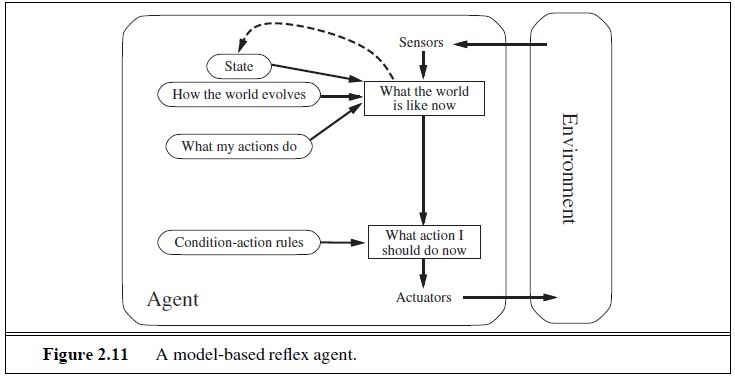 Sensors
State
How the world evolves
What the world
is like now
What my actions do
Environment
Condition-action rules
What action I
should do now
Agent
Actuators
Figure 2.11 A model-based reflex agent.